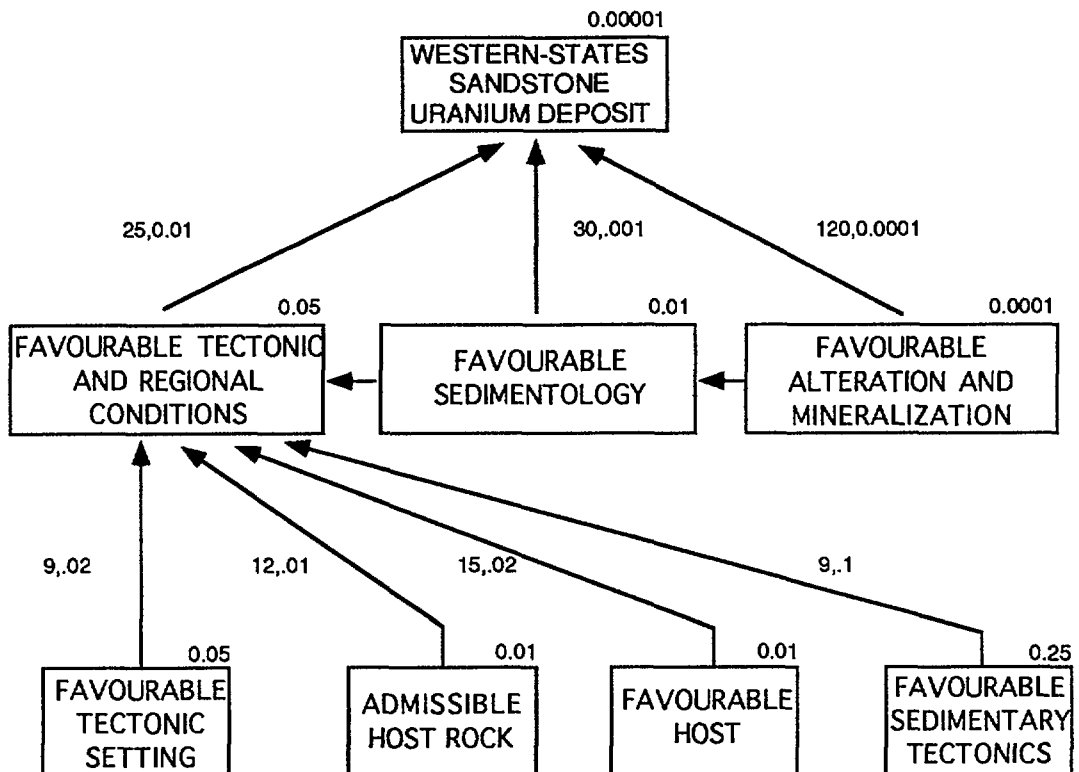 0.00001
WESTERN-STATES
SANDSTONE
URANIUM DEPOSIT
25,0.01
30,.001
120,0.0001
0.05
FAVOURABLE TECTONIC
AND REGIONAL
CONDITIONS
0.01
FAVOURABLE
SEDIMENTOLOGY
0.0001
FAVOURABLE
ALTERATION AND
MINERALIZATION
9,.02
12,.01
15,.02
9,.1
0.05
FAVOURABLE
TECTONIC
SETTING
0.01
ADMISSIBLE
HOST ROCK
0.01
FAVOURABLE
HOST
0.25
FAVOURABLE
SEDIMENTARY
TECTONICS